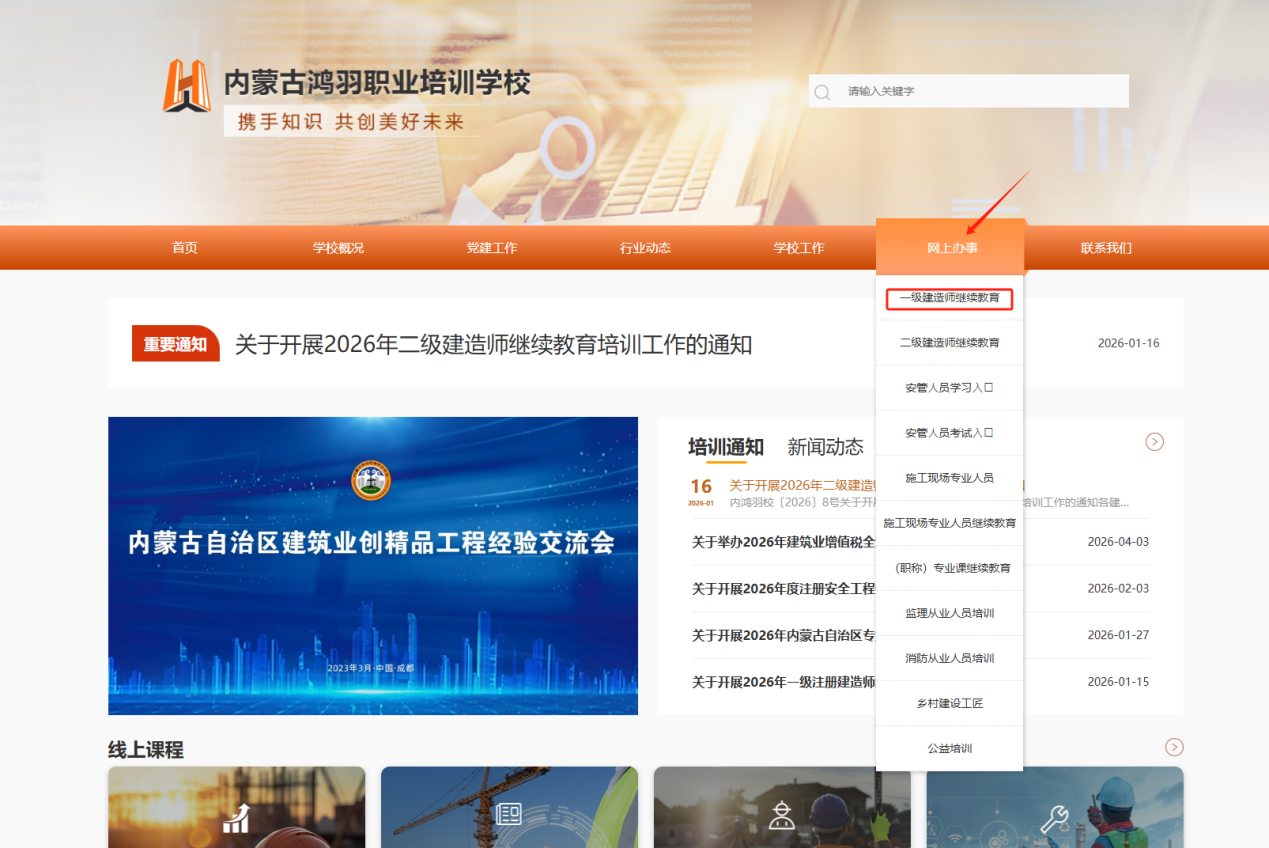 内蒙古鸿羽职业培训学校
携手知识 共创美好未来
请输入关键字
首页
学校概况
党建工作
行业动态
学校工作
网上办事
联系我们
一级建造师继续教育
二级建造师继续教育
安管人员学习入口
安管人员考试入口
施工现场专业人员
施工现场专业人员继续教育
（职称）专业课继续教育
监理从业人员培训
消防从业人员培训
乡村建设工匠
公益培训
重要通知
关于开展2026年二级建造师继续教育培训工作的通知
2026-01-16
内蒙古自治区建筑业创精品工程经验交流会
2023年3月·中国·成都
培训通知
新闻动态
16
2026-01
关于开展2026年二级建造
内鸿羽校〔2026〕8号关于开
培训工作的通知各建...
关于举办2026年建筑业增值税全
2026-04-03
关于开展2026年度注册安全工程
2026-02-03
关于开展2026年内蒙古自治区专
2026-01-27
关于开展2026年一级注册建造师
2026-01-15
线上课程